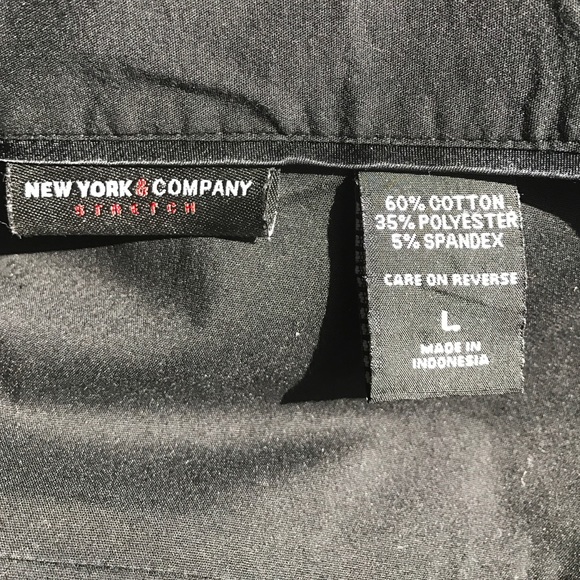 NEW YORK & COMPANY
STRETCH
60% COTTON
35% POLYESTER
5% SPANDEX
CARE ON REVERSE
L
MADE IN
INDONESIA